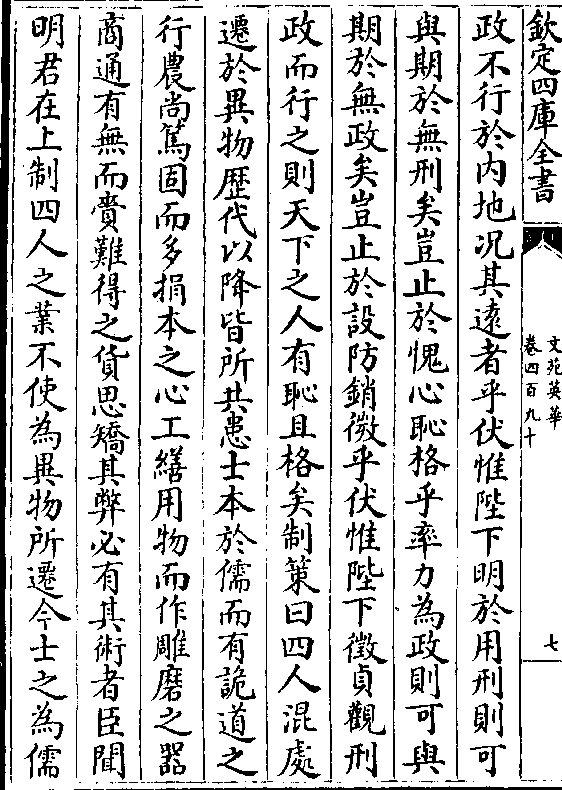 欽定四庫全書
文苑英華
卷四百九十
七
政不行於内地况其逺者乎伏惟陛下明於用刑則可
與期於無刑矣豈止於愧心恥格乎率力為政則可與
期於無政矣豈止於設防銷微乎伏惟陛下徵貞觀刑
政而行之則天下之人有恥且格矣制策曰四人混處
遷於異物歴代以降皆所共患士本於儒而有詭道之
行農尚篤固而多捐本之心工繕用物而作雕磨之器
商通有無而賣難得之貨思矯其弊必有其術者臣聞
明君在上制四人之業不使為異物所遷今士之為儒